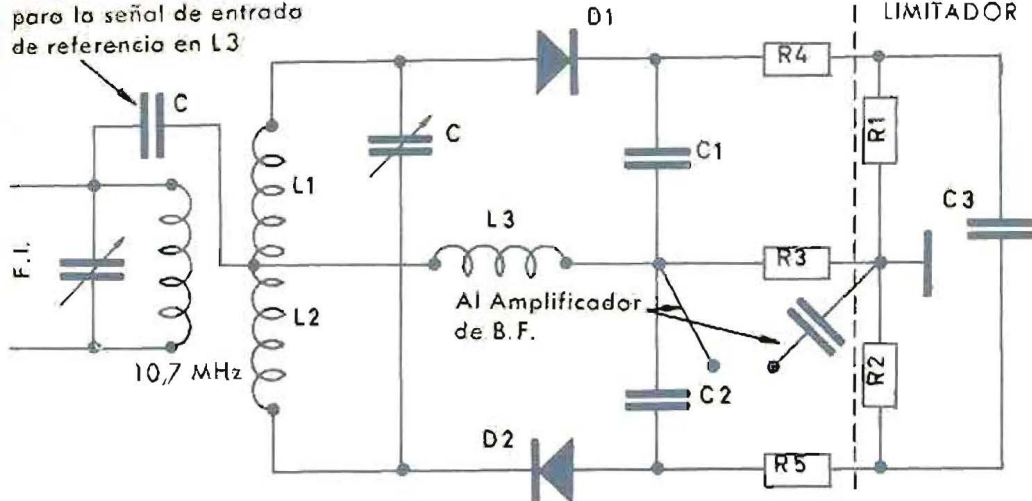 para la señal de entrada
de referencia en L3
D1
LIMITADOR
C
R4
C
L1
C1
R1
C3
L3
F.I.
R3
L2
Al Amplificador
de B.F.
10,7 MHz
C2
R2
D2
R5